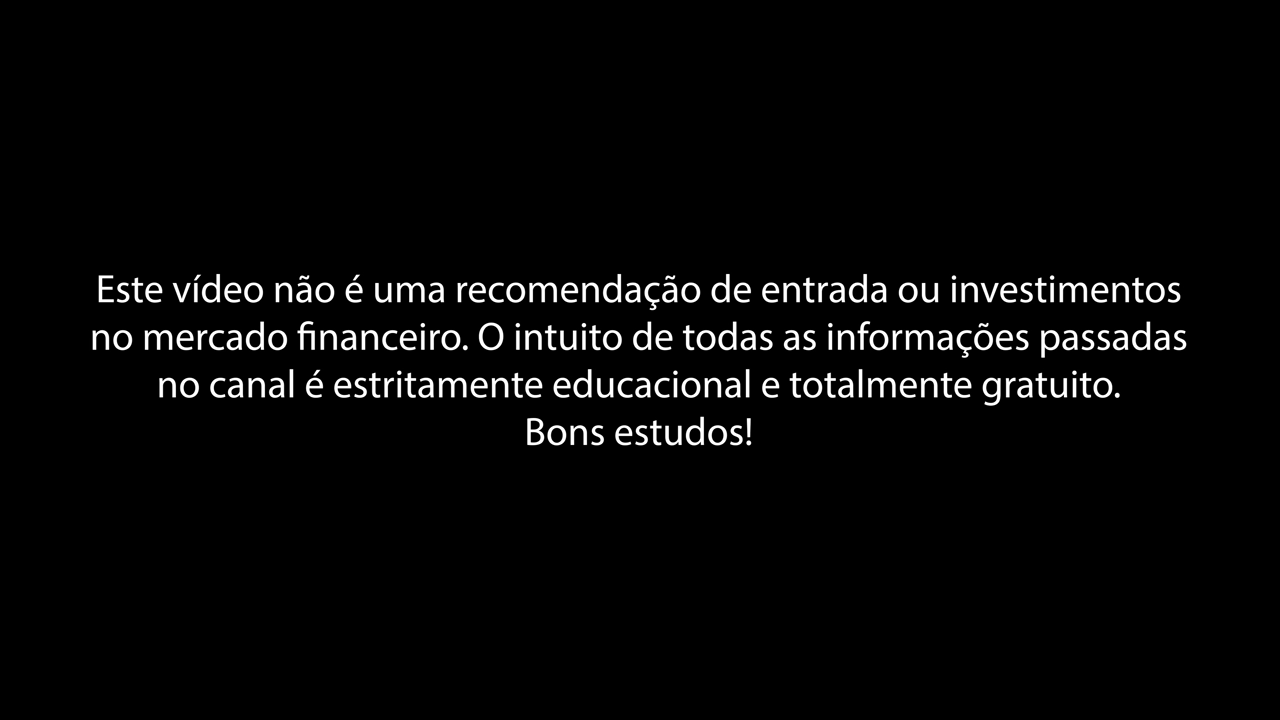 Este vídeo não é uma recomendação de entrada ou investimentos
no mercado financeiro. O intuito de todas as informações passadas
no canal é estritamente educacional e totalmente gratuito.
Bons estudos!